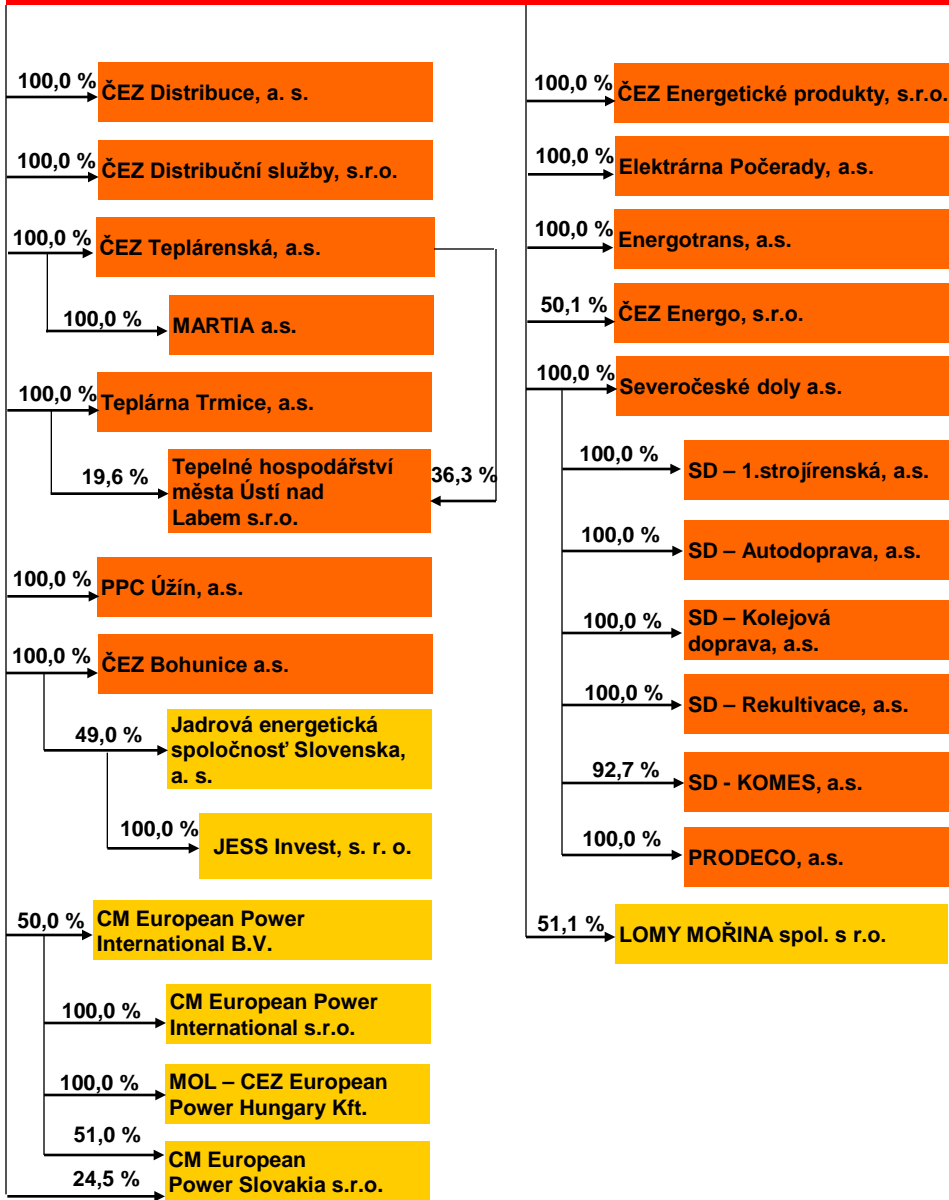 100,0 %
ČEZ Distribuce, a. s.
100,0 %
ČEZ Distribuční služby, s.r.o.
100,0 %
ČEZ Teplárenská, a.s.
100,0 %
MARTIA a.s.
100,0 %
Teplárna Trmice, a.s.
19,6 %
Tepelné hospodářství
města Ústí nad
Labem s.r.o.
36,3 %
100,0 %
PPC Úžín, a.s.
100,0 %
ČEZ Bohunice a.s.
49,0 %
Jadrová energetická
spoločnosť Slovenska,
a. s.
100,0 %
JESS Invest, s. r. o.
50,0 %
CM European Power
International B.V.
100,0 %
CM European Power
International s.r.o.
100,0 %
MOL – CEZ European
Power Hungary Kft.
51,0 %
24,5 %
CM European
Power Slovakia s.r.o.
100,0 %
ČEZ Energetické produkty, s.r.o.
100,0 %
Elektrárna Počerady, a.s.
100,0 %
Energotrans, a.s.
50,1 %
ČEZ Energo, s.r.o.
100,0 %
Severočeské doly a.s.
100,0 %
SD – 1.strojírenská, a.s.
100,0 %
SD – Autodoprava, a.s.
100,0 %
SD – Kolejová
doprava, a.s.
100,0 %
SD – Rekultivace, a.s.
92,7 %
SD - KOMES, a.s.
100,0 %
PRODECO, a.s.
51,1 %
LOMY MOŘINA spol. s r.o.